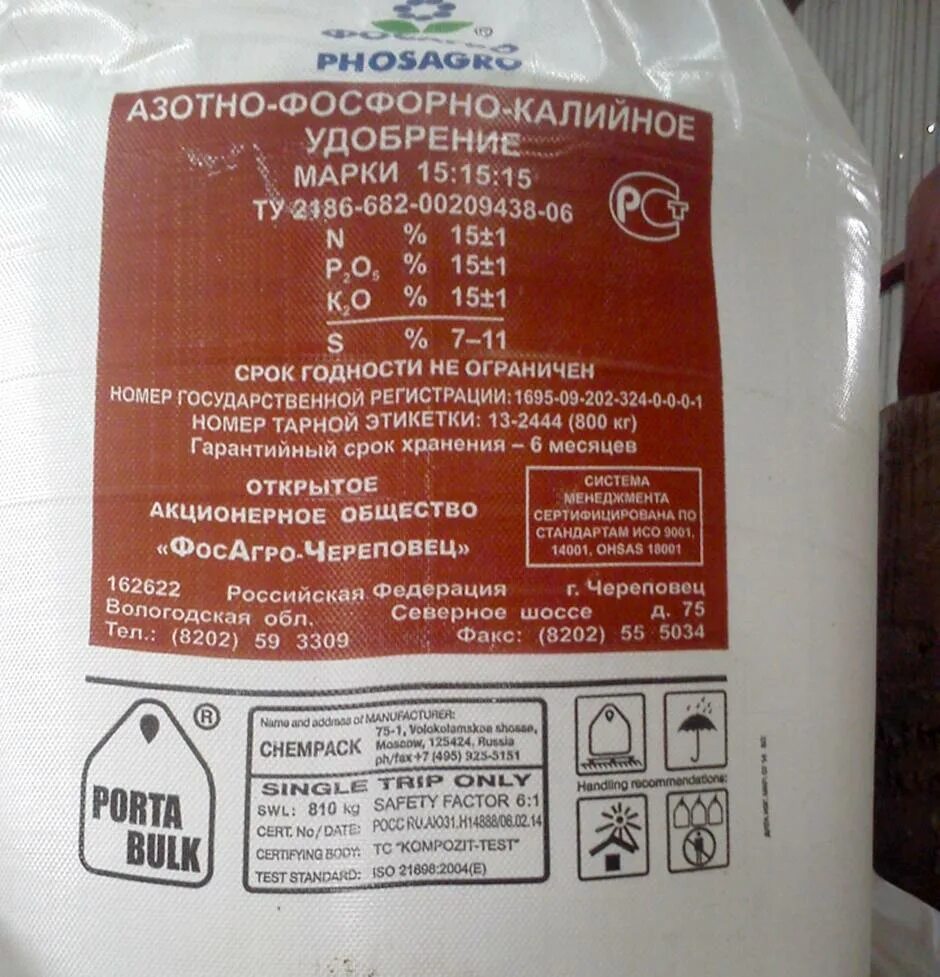 ФОСАГРО ®
PHOSAGRO
АЗОТНО-ФОСФОРНО-КАЛИЙНОЕ
УДОБРЕНИЕ
МАРКИ 15:15:15
ТУ 2186-682-00209438-06
РСТ
N % 15±1
P₂O₅ % 15±1
K₂O % 15±1
S % 7–11
СРОК ГОДНОСТИ НЕ ОГРАНИЧЕН
НОМЕР ГОСУДАРСТВЕННОЙ РЕГИСТРАЦИИ: 1695-09-202-324-0-0-0-1
НОМЕР ТАРНОЙ ЭТИКЕТКИ: 13-2444 (800 кг)
Гарантийный срок хранения – 6 месяцев
ОТКРЫТОЕ
АКЦИОНЕРНОЕ ОБЩЕСТВО
«ФосАгро-Череповец»
СИСТЕМА
МЕНЕДЖМЕНТА
СЕРТИФИЦИРОВАНА ПО
СТАНДАРТАМ ИСО 9001,
14001, OHSAS 18001
162622 Российская Федерация г. Череповец
Вологодская обл. Северное шоссе д. 75
Тел.: (8202) 59 3309 Факс: (8202) 55 5034
PORTA
BULK
®
Name and address of MANUFACTURER:
CHEMPACK
75-1, Volokolamskoe shosse,
Moscow, 125424, Russia
ph/fax+7 (495) 925-5151
SINGLE TRIP ONLY
SWL: 810 kg SAFETY FACTOR 6:1
CERT. No/DATE: РОСС RU.АЮ31.Н14888/06.02.14
CERTIFYING BODY: ТС "KOMPOZIT-TEST"
TEST STANDARD: ISO 21898:2004(E)
Handling recommendations: